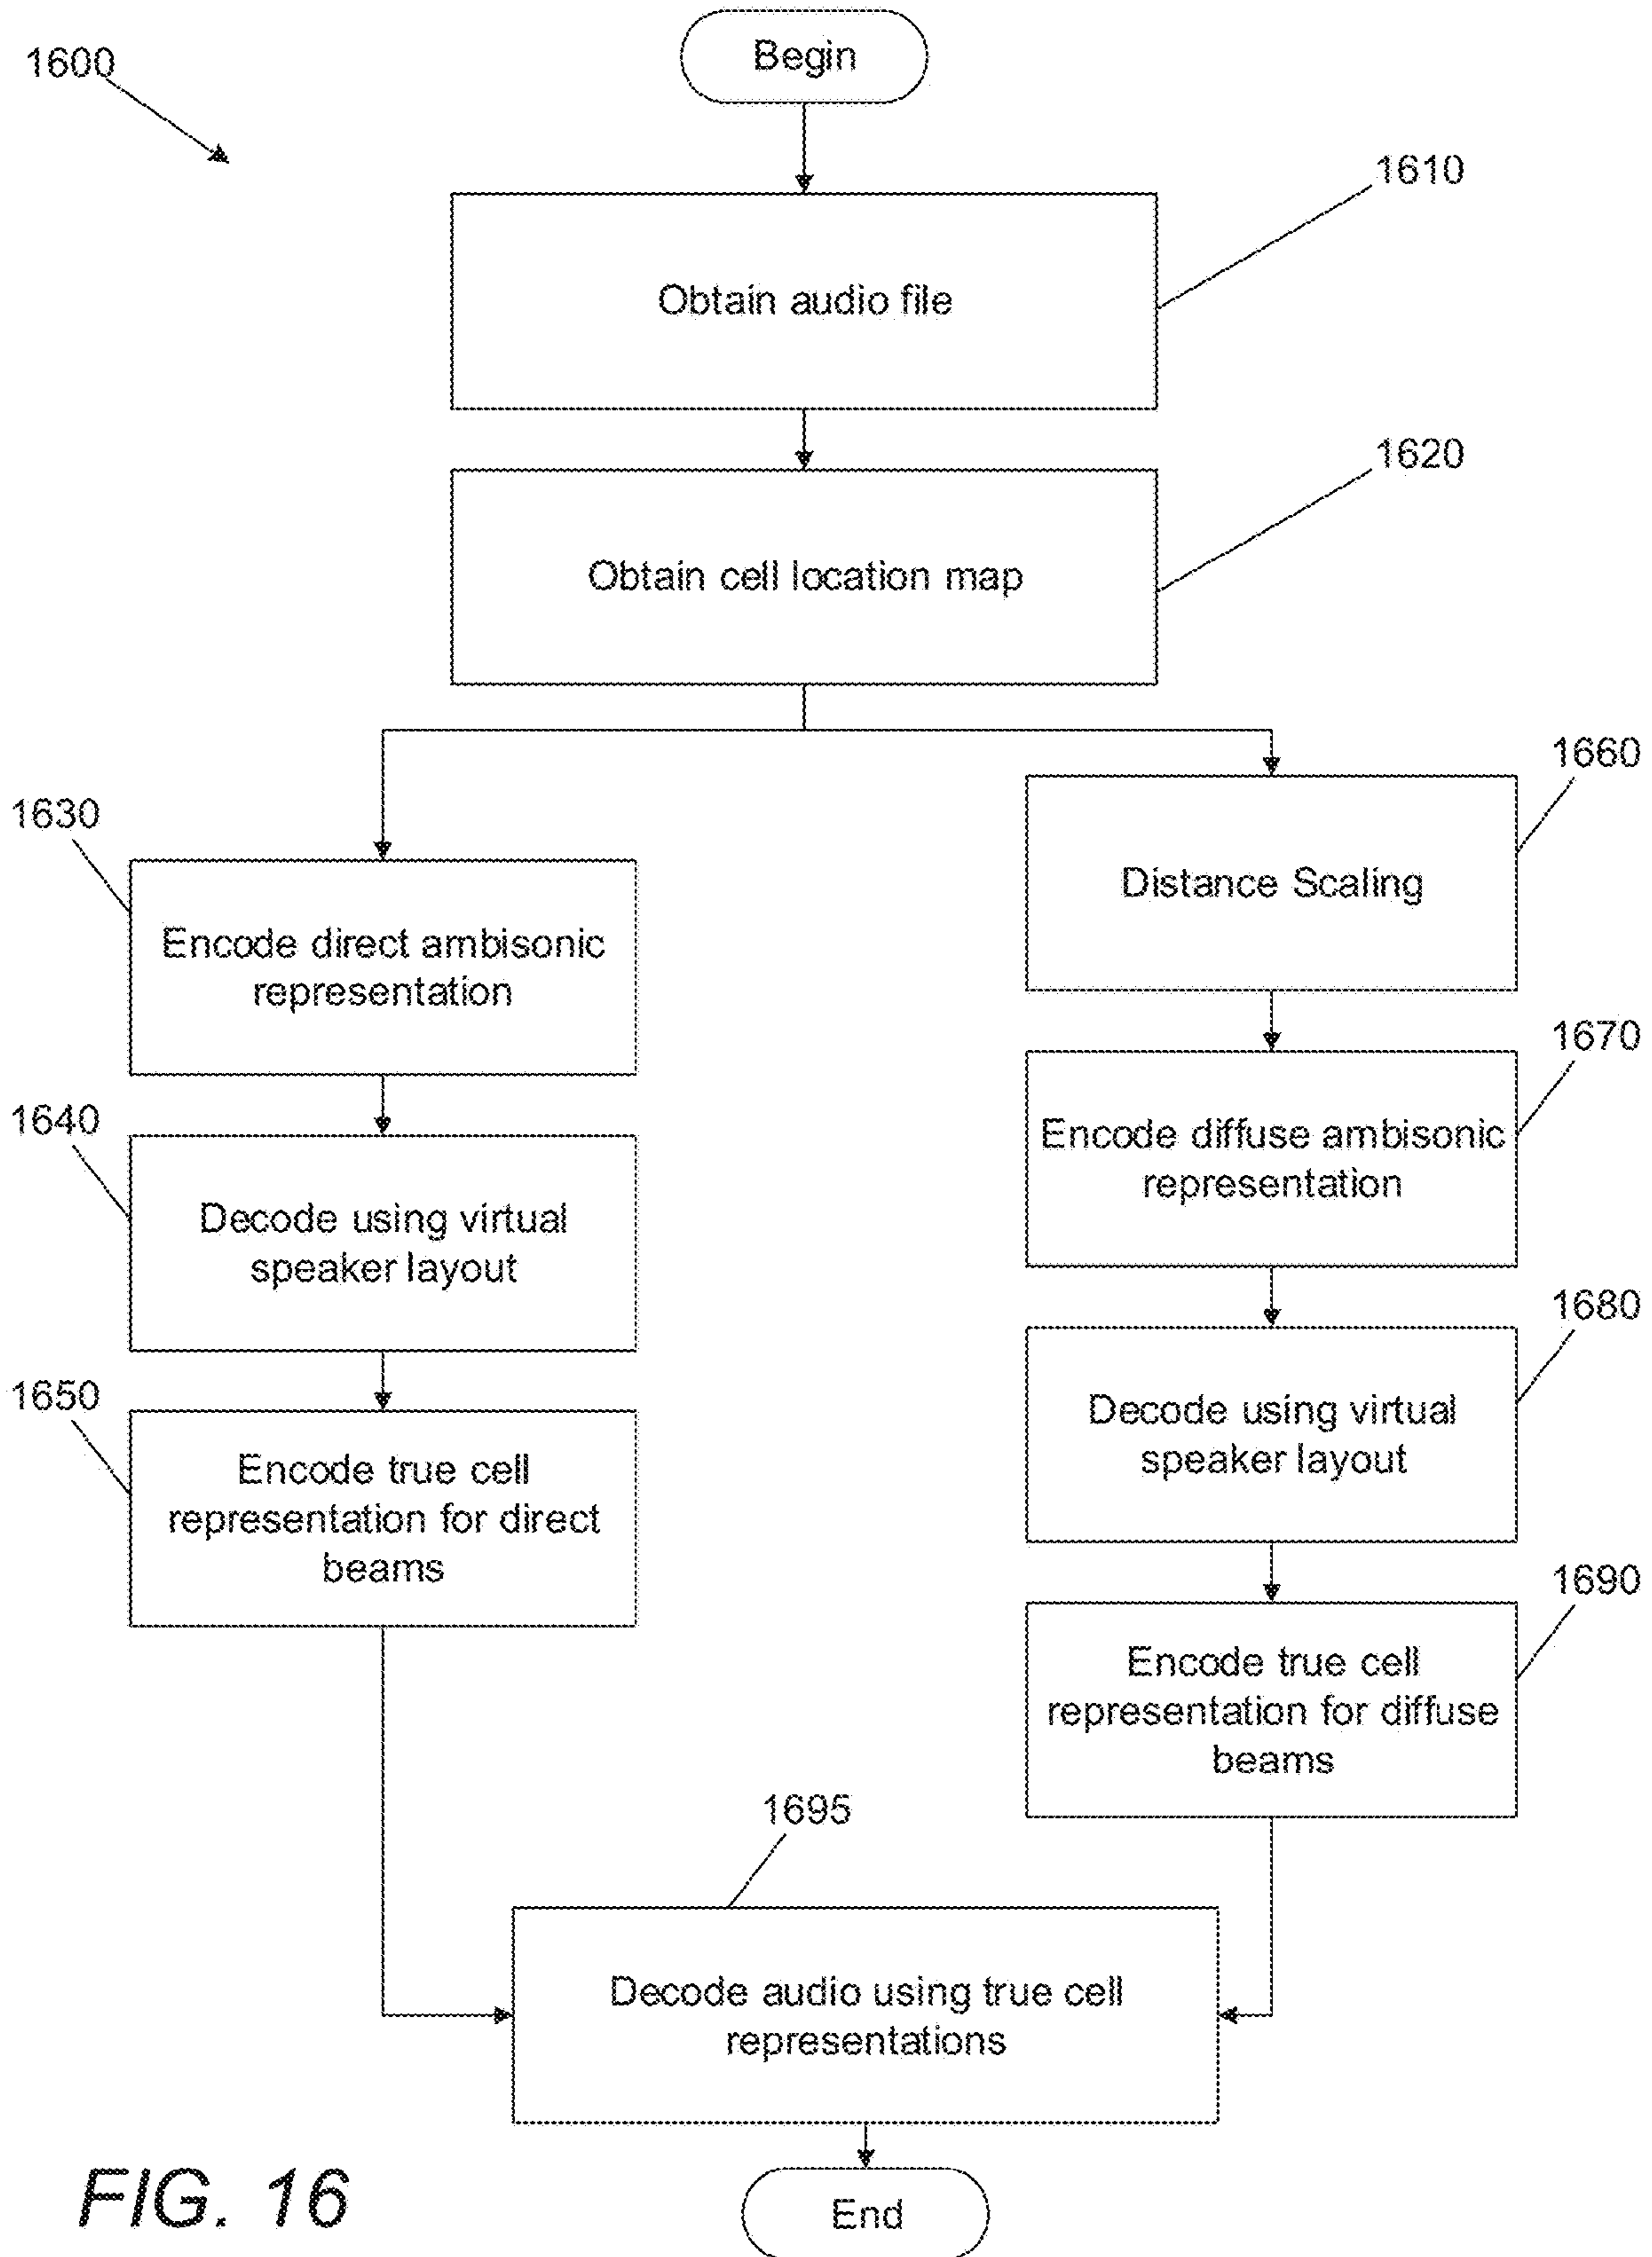 Begin
1600
1610
Obtain audio file
1620
Obtain cell location map
1660
Distance Scaling
1630
Encode direct ambisonic
representation
1670
Encode diffuse ambisonic
representation
1640
Decode using virtual
speaker layout
1680
Decode using virtual
speaker layout
1650
Encode true cell
representation for direct
beams
1690
Encode true cell
representation for diffuse
beams
1695
Decode audio using true cell
representations
End
FIG. 16